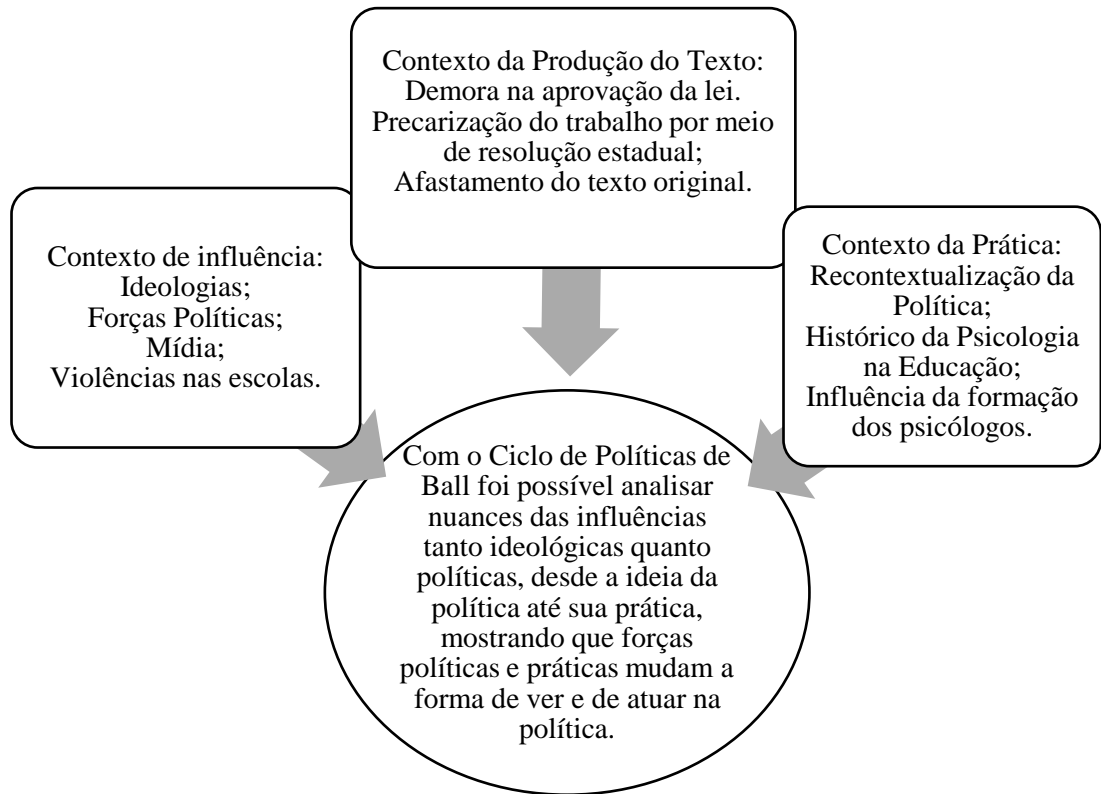 Contexto da Produção do Texto:
Demora na aprovação da lei.
Precarização do trabalho por meio
de resolução estadual;
Afastamento do texto original.
Contexto de influência:
Ideologias;
Forças Políticas;
Mídia;
Violências nas escolas.
Contexto da Prática:
Recontextualização da
Política;
Histórico da Psicologia
na Educação;
Influência da formação
dos psicólogos.
Com o Ciclo de Políticas de
Ball foi possível analisar
nuances das influências
tanto ideológicas quanto
políticas, desde a ideia da
política até sua prática,
mostrando que forças
políticas e práticas mudam a
forma de ver e de atuar na
política.